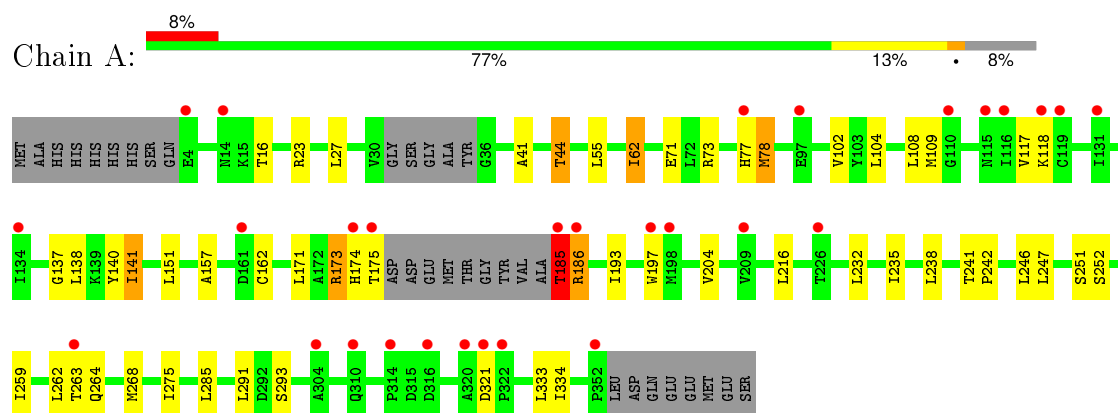 8%
Chain A:
77% 13% • 8%
MET ALA HIS HIS HIS HIS HIS HIS SER GLN E4 N14 K15 T16 R23 L27 V30 GLY SER GLY ALA TYR G36 A41 T44 L55 I62 E71 L72 R73 H77 M78 E97 V102 Y103 L104 L108 M109 G110 N115 I116 V117 K118 C119 I131
I134 G137 L138 K139 Y140 I141 L151 A157 D161 C162 L171 A172 R173 H174 T175 ASP ASP GLU MET THR GLY TYR VAL ALA T185 R186 I193 W197 M198 V204 V209 L216 T226 L232 I235 L238 T241 P242 L246 L247 S251 S252
I259 L262 T263 Q264 M268 I275 L285 L291 D292 S293 A304 Q310 P314 D315 D316 A320 D321 P322 L333 I334 P352 LEU ASP GLN GLU GLU MET GLU SER